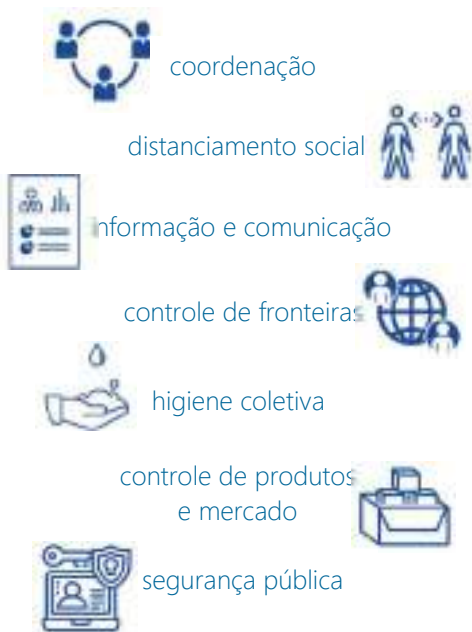 coordenação
distanciamento social
informação e comunicação
controle de fronteiras
higiene coletiva
controle de produtos
e mercado
segurança pública